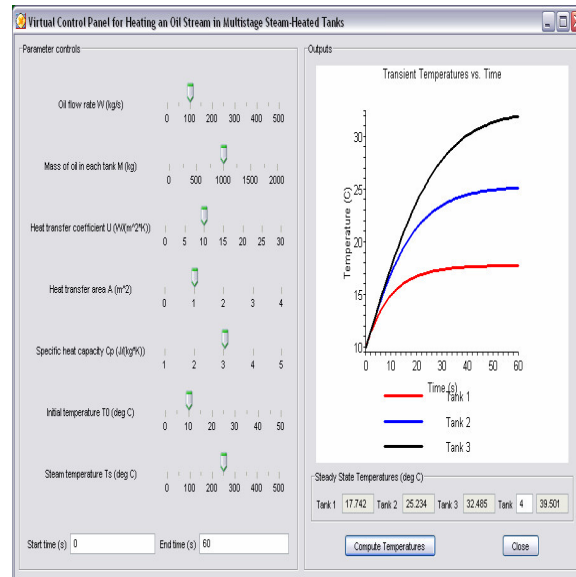 Virtual Control Panel for Heating an Oil Stream in Multistage Steam-Heated Tanks
Parameter controls
Oil flow rate W (kg/s)
0 100 200 300 400 500
Mass of oil in each tank M (kg)
0 500 1000 1500 2000
Heat transfer coefficient U (W/(m^2*K))
0 5 10 15 20 25 30
Heat transfer area A (m^2)
0 1 2 3 4
Specific heat capacity Cp (J/(kg*K))
1 2 3 4 5
Initial temperature T0 (deg C)
0 10 20 30 40 50
Steam temperature Ts (deg C)
0 100 200 300 400 500
Start time (s) 0 End time (s) 60
Outputs
Transient Temperatures vs. Time
Temperature (C)
30
25
20
15
10
0 10 20 30 40 50 60
Time (s)
Tank 1
Tank 2
Tank 3
Steady State Temperatures (deg C)
Tank 1 17.742 Tank 2 25.234 Tank 3 32.485 Tank 4 39.501
Compute Temperatures Close